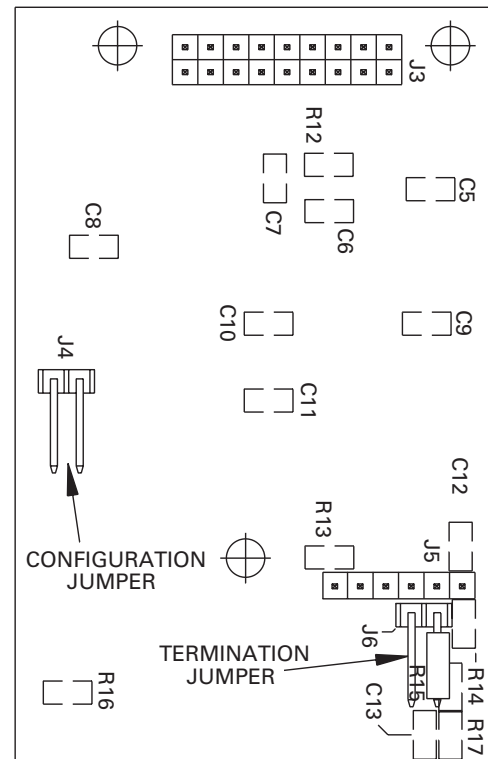 J3
R12
C5
C7
C6
C8
C10
C9
J4
C11
C12
R13
J5
CONFIGURATION
JUMPER
J6
TERMINATION
JUMPER
R15
R14
R16
C13
R17